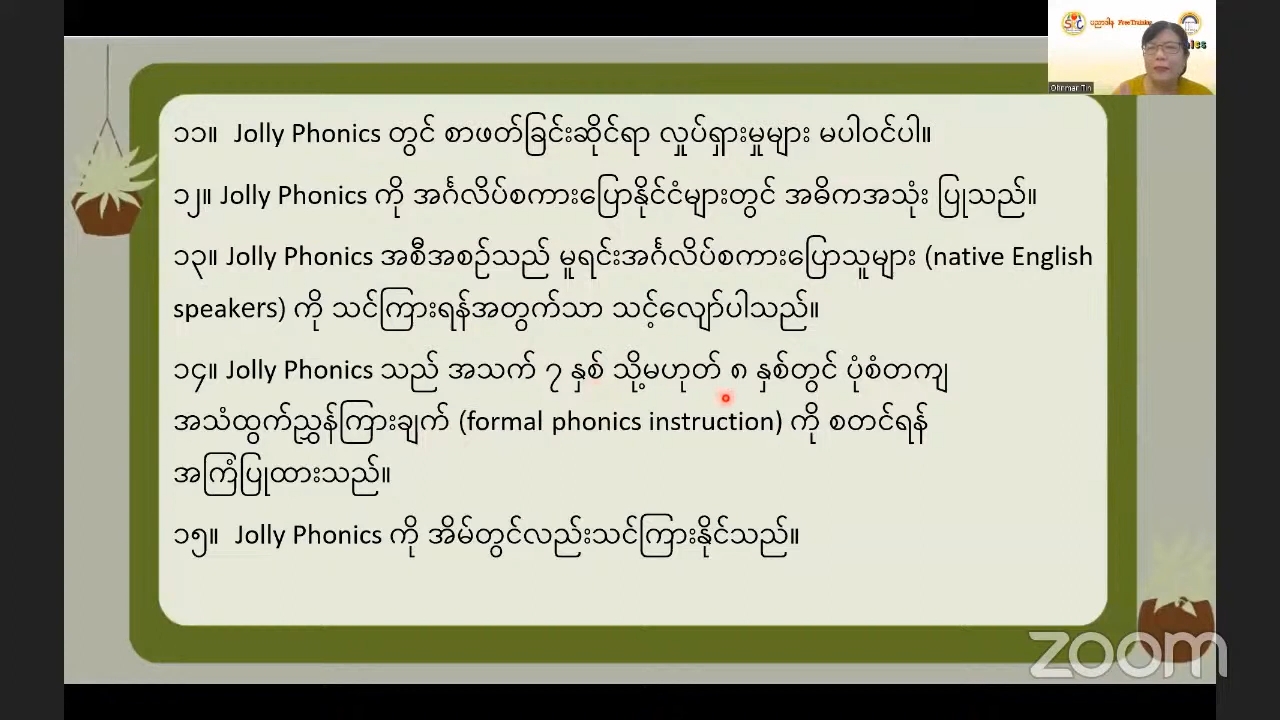 ပညာဒါန Free Training
Ohnmar Tin
၁၁။ Jolly Phonics တွင် စာဖတ်ခြင်းဆိုင်ရာ လှုပ်ရှားမှုများ မပါဝင်ပါ။
၁၂။ Jolly Phonics ကို အင်္ဂလိပ်စကားပြောနိုင်ငံများတွင် အဓိကအသုံး ပြုသည်။
၁၃။ Jolly Phonics အစီအစဉ်သည် မူရင်းအင်္ဂလိပ်စကားပြောသူများ (native English
speakers) ကို သင်ကြားရန်အတွက်သာ သင့်လျော်ပါသည်။
၁၄။ Jolly Phonics သည် အသက် ၇ နှစ် သို့မဟုတ် ၈ နှစ်တွင် ပုံစံတကျ
အသံထွက်ညွှန်ကြားချက် (formal phonics instruction) ကို စတင်ရန်
အကြံပြုထားသည်။
၁၅။ Jolly Phonics ကို အိမ်တွင်လည်းသင်ကြားနိုင်သည်။
zoom